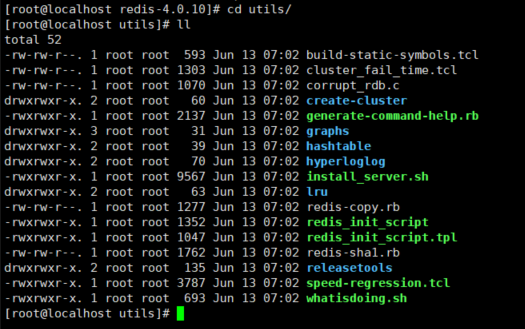 [root@localhost redis-4.0.10]# cd utils/
[root@localhost utils]# ll
total 52
-rw-rw-r--. 1 root root  593 Jun 13 07:02 build-static-symbols.tcl
-rw-rw-r--. 1 root root 1303 Jun 13 07:02 cluster_fail_time.tcl
-rw-rw-r--. 1 root root 1070 Jun 13 07:02 corrupt_rdb.c
drwxrwxr-x. 2 root root   60 Jun 13 07:02 create-cluster
-rwxrwxr-x. 1 root root 2137 Jun 13 07:02 generate-command-help.rb
drwxrwxr-x. 3 root root   31 Jun 13 07:02 graphs
drwxrwxr-x. 2 root root   39 Jun 13 07:02 hashtable
drwxrwxr-x. 2 root root   70 Jun 13 07:02 hyperloglog
-rwxrwxr-x. 1 root root 9567 Jun 13 07:02 install_server.sh
drwxrwxr-x. 2 root root   63 Jun 13 07:02 lru
-rw-rw-r--. 1 root root 1277 Jun 13 07:02 redis-copy.rb
-rwxrwxr-x. 1 root root 1352 Jun 13 07:02 redis_init_script
-rwxrwxr-x. 1 root root 1047 Jun 13 07:02 redis_init_script.tpl
-rw-rw-r--. 1 root root 1762 Jun 13 07:02 redis-sha1.rb
drwxrwxr-x. 2 root root  135 Jun 13 07:02 releasetools
-rwxrwxr-x. 1 root root 3787 Jun 13 07:02 speed-regression.tcl
-rwxrwxr-x. 1 root root  693 Jun 13 07:02 whatisdoing.sh
[root@localhost utils]#